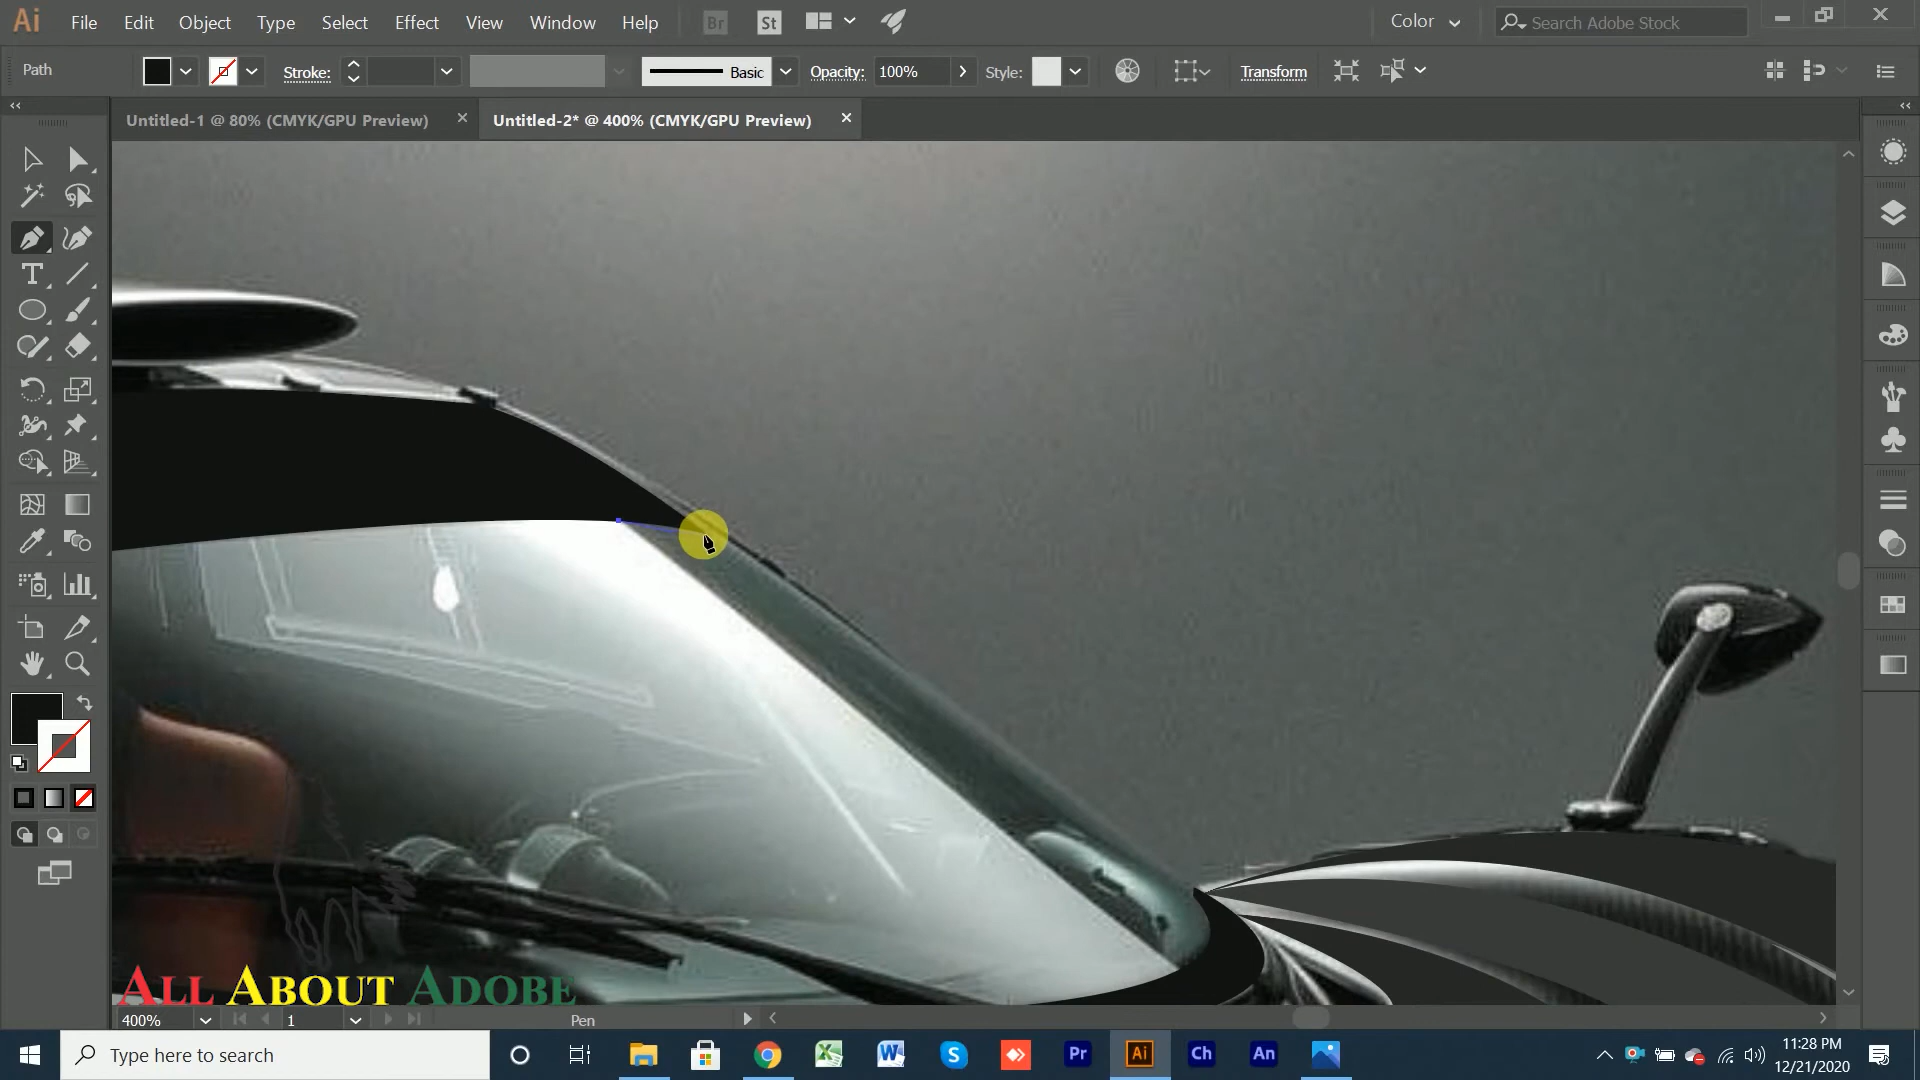 Ai File Edit Object Type Select Effect View Window Help Br St Color Search Adobe Stock
Path Stroke: Basic Opacity: 100% Style: Transform
Untitled-1 @ 80% (CMYK/GPU Preview) Untitled-2* @ 400% (CMYK/GPU Preview)
ALL ABOUT ADOBE
400% 1 Pen
Type here to search Pr Ai Ch An 11:28 PM
12/21/2020